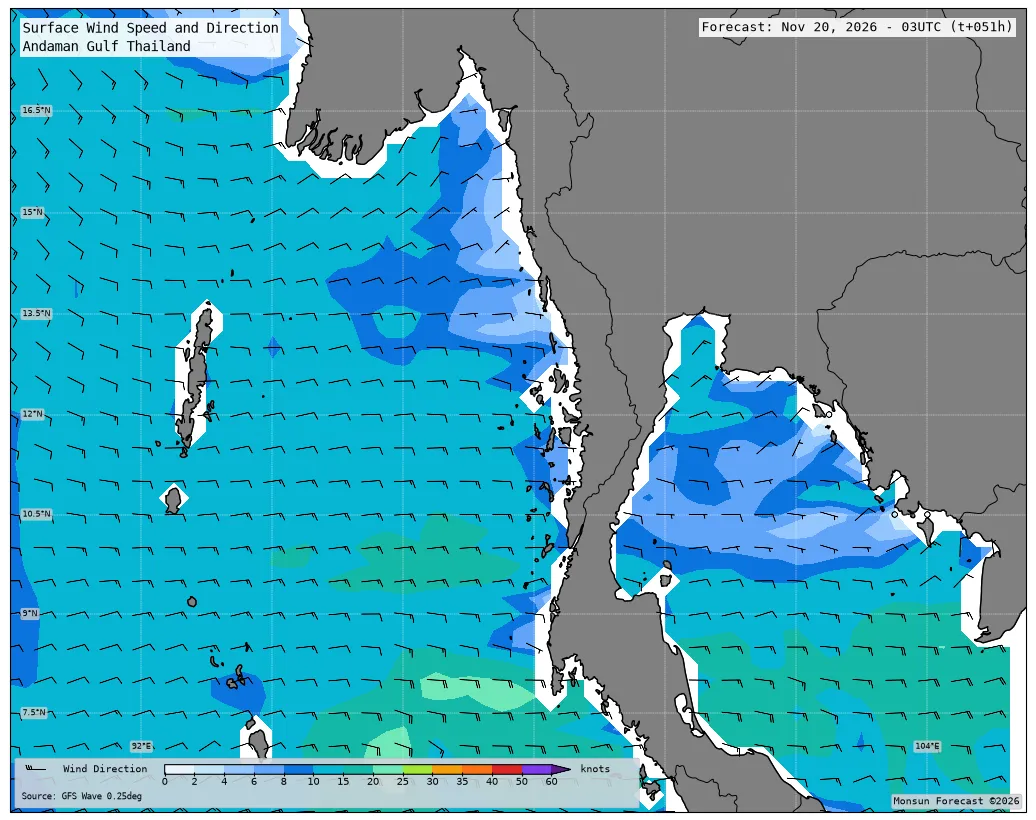 Surface Wind Speed and Direction
Andaman Gulf Thailand
Forecast: Nov 20, 2026 - 03UTC (t+051h)
16.5°N
15°N
13.5°N
12°N
10.5°N
9°N
7.5°N
92°E
104°E
Wind Direction
knots
0 2 4 6 8 10 15 20 25 30 35 40 50 60
Source: GFS Wave 0.25deg
Monsun Forecast ©2026